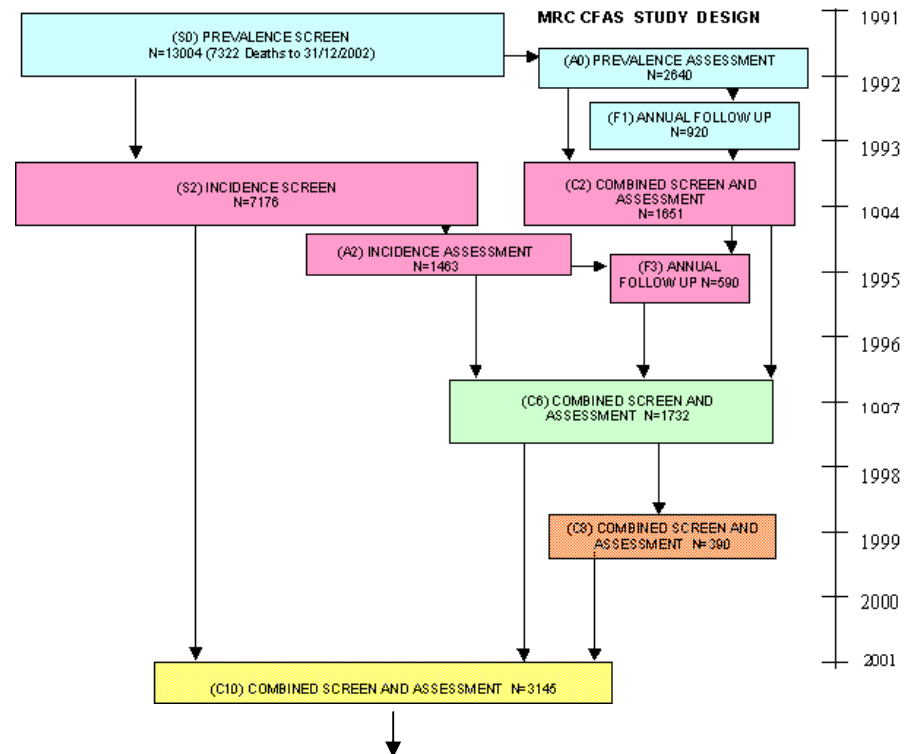 MRC CFAS STUDY DESIGN
(S0) PREVALENCE SCREEN
N=13004 (7322 Deaths to 31/12/2002)
(A0) PREVALENCE ASSESSMENT
N=2640
(F1) ANNUAL FOLLOW UP
N=920
(S2) INCIDENCE SCREEN
N=7176
(C2) COMBINED SCREEN AND
ASSESSMENT
N=1651
(A2) INCIDENCE ASSESSMENT
N=1463
(F3) ANNUAL
FOLLOW UP N=590
(C6) COMBINED SCREEN AND
ASSESSMENT N=1732
(C8) COMBINED SCREEN AND
ASSESSMENT N=390
(C10) COMBINED SCREEN AND ASSESSMENT N=3145
1991
1992
1993
1994
1995
1996
1997
1998
1999
2000
2001